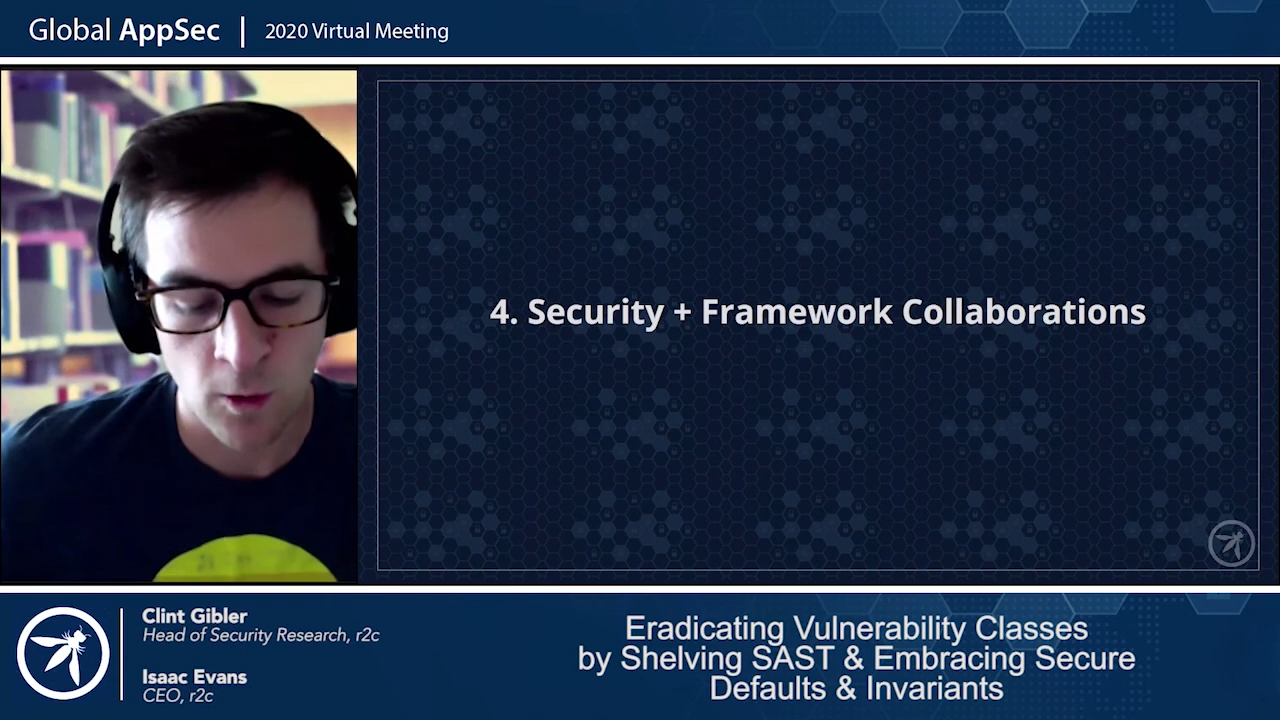 Global AppSec | 2020 Virtual Meeting
4. Security + Framework Collaborations
Clint Gibler
Head of Security Research, r2c
Isaac Evans
CEO, r2c
Eradicating Vulnerability Classes
by Shelving SAST & Embracing Secure
Defaults & Invariants